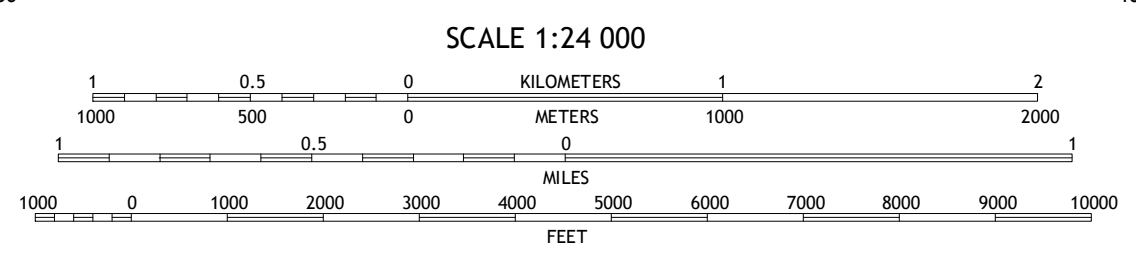 SCALE 1:24 000
1 0.5 0 KILOMETERS 1 2
1000 500 0 METERS 1000 2000
1 0.5 0 1
MILES
1000 0 1000 2000 3000 4000 5000 6000 7000 8000 9000 10000
FEET